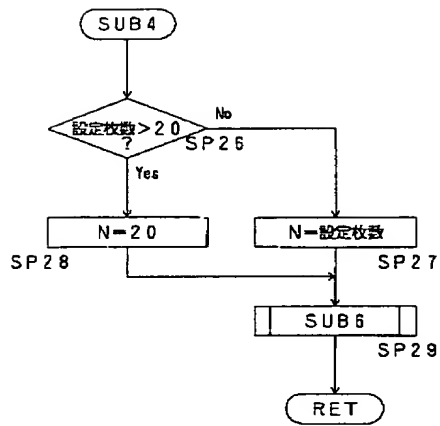 SUB4
設定枚数>20
?
No
SP26
Yes
N=20
N=設定枚数
SP28
SP27
SUB6
SP29
RET